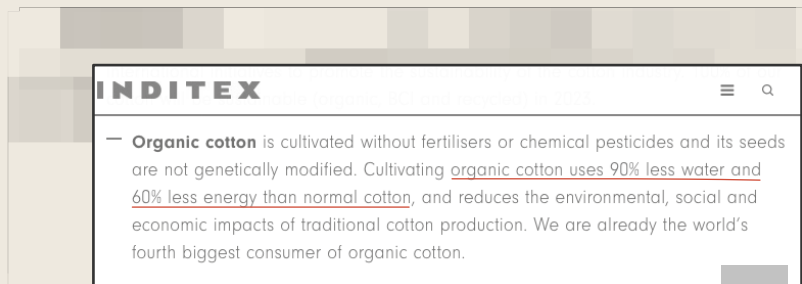 INDITEX
— Organic cotton is cultivated without fertilisers or chemical pesticides and its seeds
are not genetically modified. Cultivating organic cotton uses 90% less water and
60% less energy than normal cotton, and reduces the environmental, social and
economic impacts of traditional cotton production. We are already the world's
fourth biggest consumer of organic cotton.